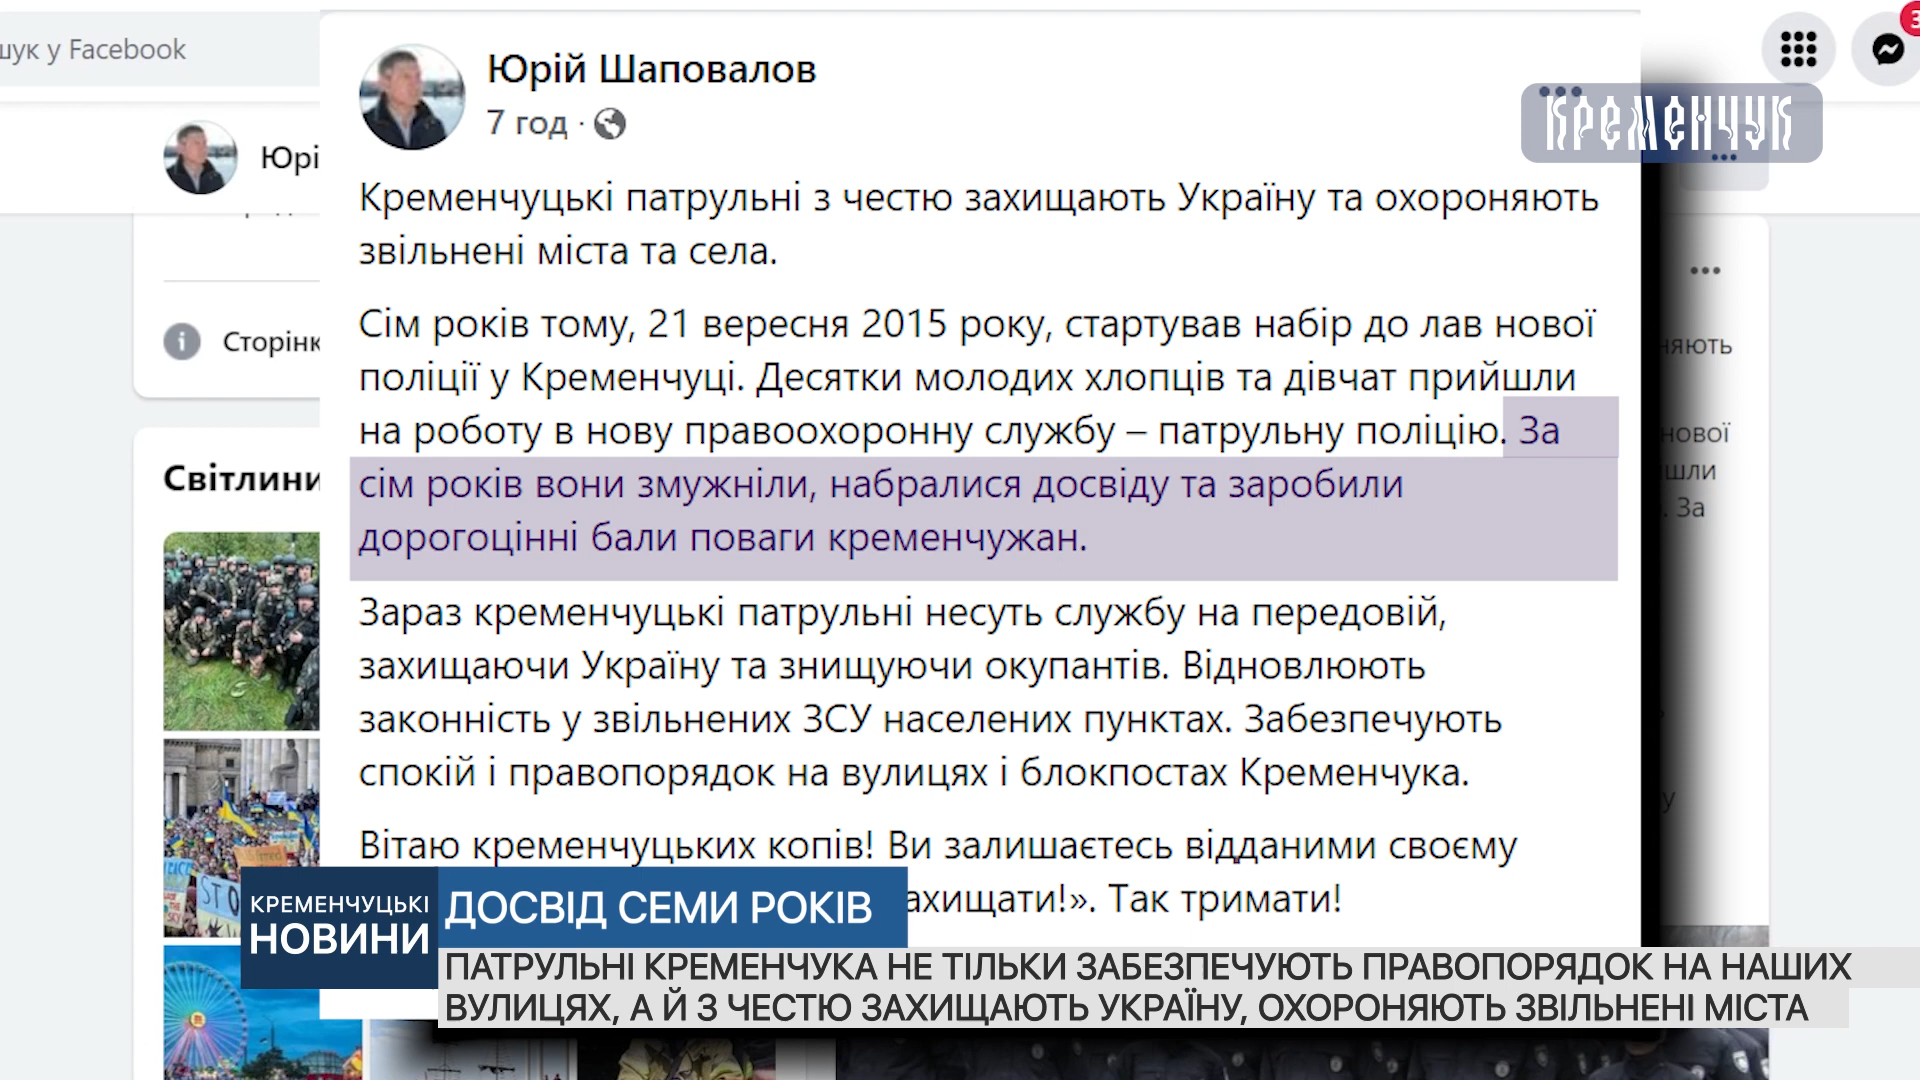 шук у Facebook
Юрій Шаповалов
7 год ·
КРЕМЕНЧУК
Юрі
Кременчуцькі патрульні з честю захищають Україну та охороняють
звільнені міста та села.
Сторінк
Сім років тому, 21 вересня 2015 року, стартував набір до лав нової
поліції у Кременчуці. Десятки молодих хлопців та дівчат прийшли
на роботу в нову правоохоронну службу – патрульну поліцію. За
сім років вони змужніли, набралися досвіду та заробили
дорогоцінні бали поваги кременчужан.
Світлини
няють
нової
шли
. За
Зараз кременчуцькі патрульні несуть службу на передовій,
захищаючи Україну та знищуючи окупантів. Відновлюють
законність у звільнених ЗСУ населених пунктах. Забезпечують
спокій і правопорядок на вулицях і блокпостах Кременчука.
у
Вітаю кременчуцьких копів! Ви залишаєтесь відданими своєму
ахищати!». Так тримати!
КРЕМЕНЧУЦЬКІ
НОВИНИ
ДОСВІД СЕМИ РОКІВ
ПАТРУЛЬНІ КРЕМЕНЧУКА НЕ ТІЛЬКИ ЗАБЕЗПЕЧУЮТЬ ПРАВОПОРЯДОК НА НАШИХ
ВУЛИЦЯХ, А Й З ЧЕСТЮ ЗАХИЩАЮТЬ УКРАЇНУ, ОХОРОНЯЮТЬ ЗВІЛЬНЕНІ МІСТА